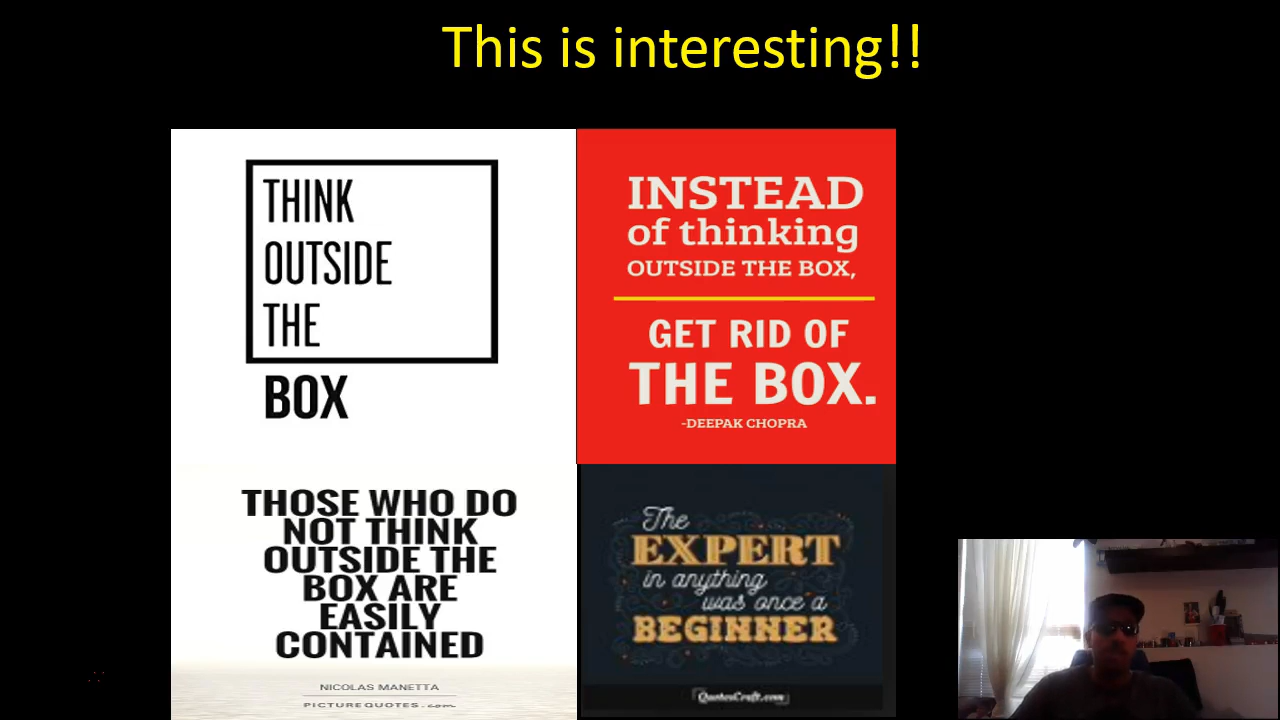 This is interesting!!
THINK
OUTSIDE
THE
BOX
INSTEAD
of thinking
OUTSIDE THE BOX,
GET RID OF
THE BOX.
-DEEPAK CHOPRA
THOSE WHO DO
NOT THINK
OUTSIDE THE
BOX ARE
EASILY
CONTAINED
NICOLAS MANETTA
PICTUREQUOTES.com
The
EXPERT
in anything
was once a
BEGINNER
QuotesCraft.com